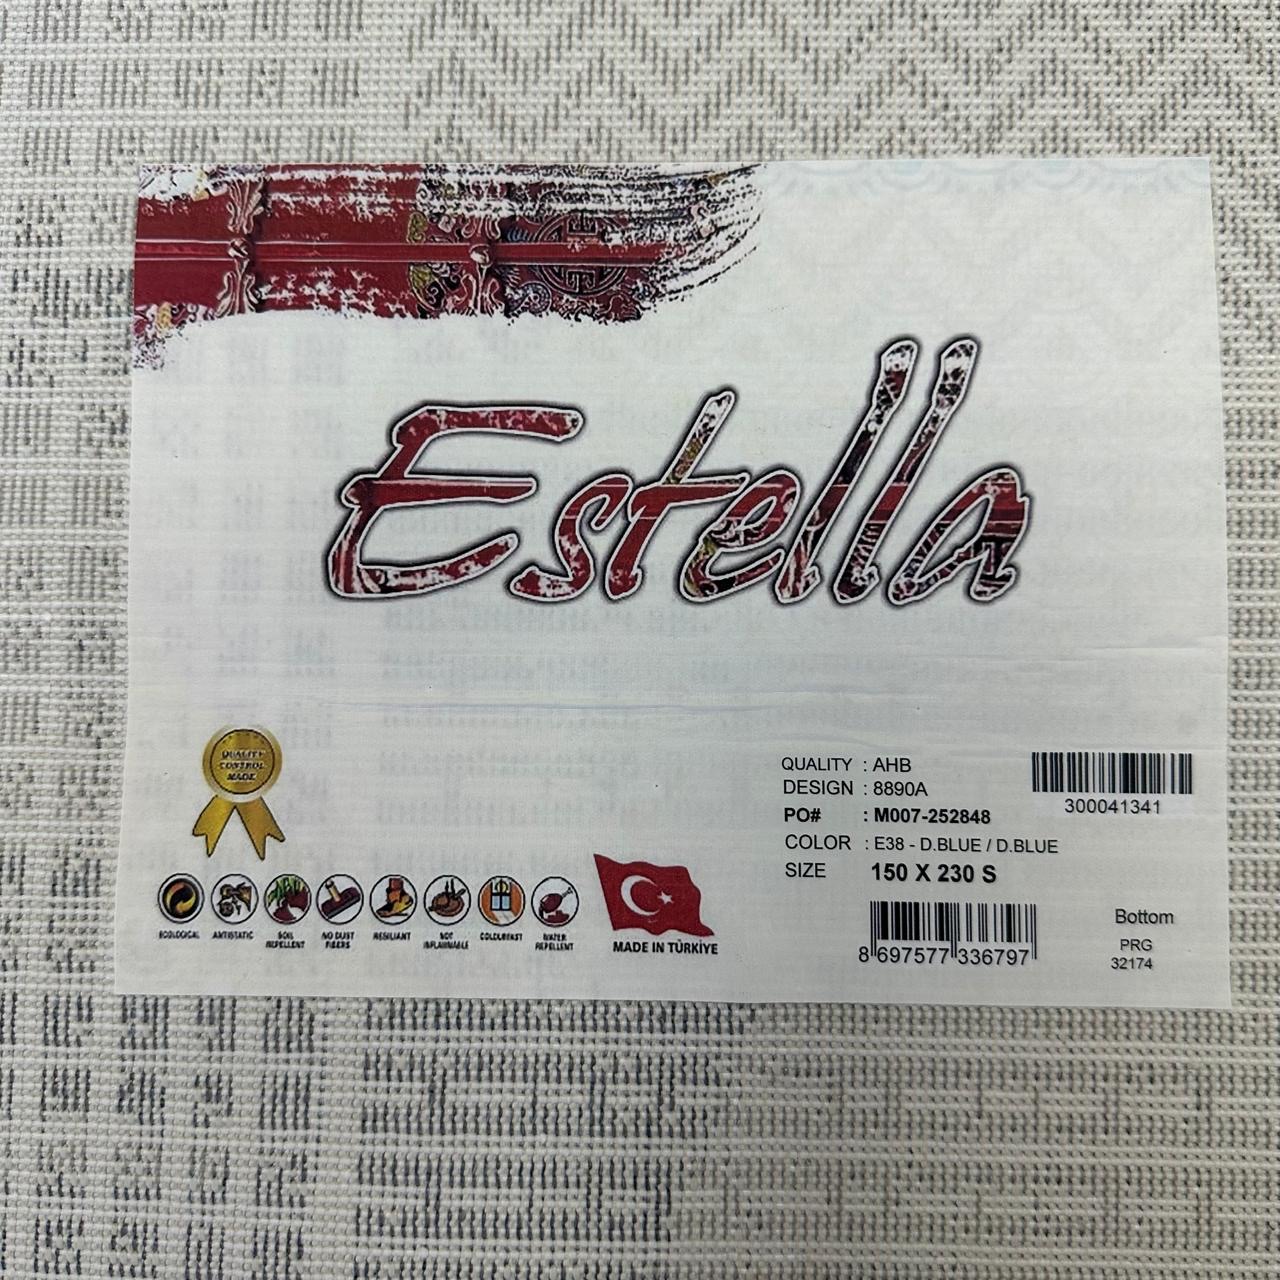 Estella
QUALITY CONTROL MADE
QUALITY : AHB
DESIGN : 8890A
PO# : M007-252848
COLOR : E38 - D.BLUE / D.BLUE
SIZE 150 X 230 S
300041341
8 697577 336797
Bottom
PRG
32174
ECOLOGICAL
ANTISTATIC
SOIL REPELLENT
NO DUST FIBERS
RESILIANT
NOT INFLAMMABLE
COLOURFAST
WATER REPELLENT
MADE IN TÜRKİYE